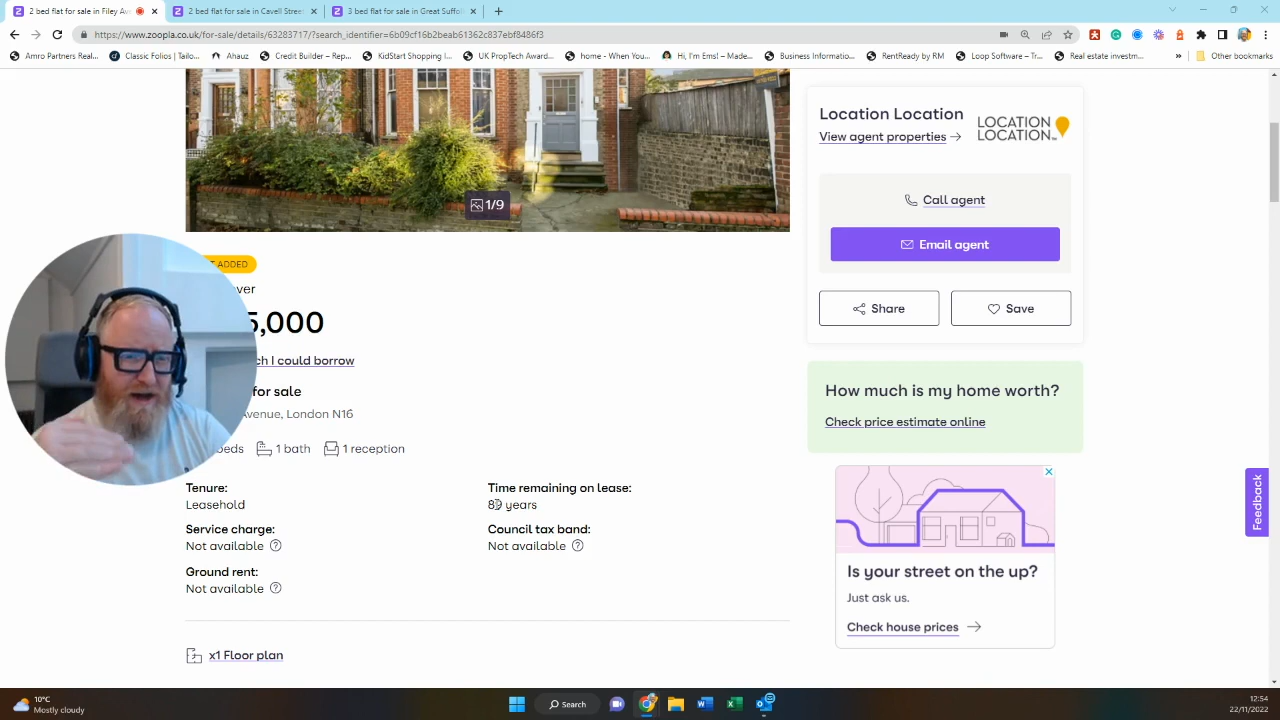 2 bed flat for sale in Filey Av
2 bed flat for sale in Cavell Stree
3 bed flat for sale in Great Suffol
zoopla.co.uk/for-sale/details/63283717/?search_identifier=6b09cf16b2beab61362c837ebf8486f3
Amro Partners Real...
Classic Folios | Tailo...
Ahauz
Credit Builder – Rep...
KidStart Shopping I...
UK PropTech Award...
home - When You...
Hi, I'm Ems! – Made...
Business Informatio...
RentReady by RM
Loop Software – Tr...
Real estate investm...
»
Other bookmarks
1/9
Location Location
LOCATION
LOCATION
View agent properties →
Call agent
Email agent
Share
Save
ADDED
ver
5,000
ch I could borrow
for sale
Avenue, London N16
beds
1 bath
1 reception
Tenure:
Leasehold
Time remaining on lease:
89 years
Service charge:
Not available
Council tax band:
Not available
Ground rent:
Not available
x1 Floor plan
How much is my home worth?
Check price estimate online
Is your street on the up?
Just ask us.
Check house prices →
Feedback
10°C
Mostly cloudy
Search
12:54
22/11/2022